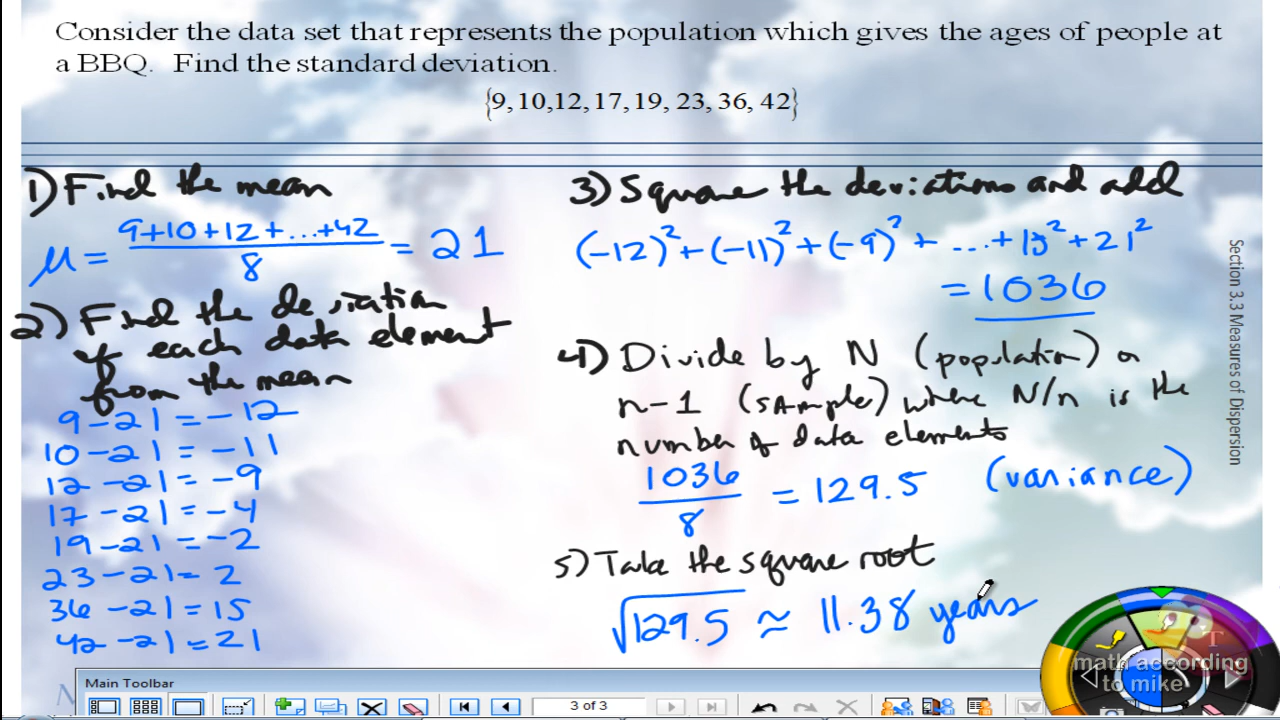 Consider the data set that represents the population which gives the ages of people at
a BBQ. Find the standard deviation.
{9, 10, 12, 17, 19, 23, 36, 42}
1) Find the mean
μ = 9+10+12+...+42 / 8 = 21
2) Find the deviation
of each data element
from the mean
9 - 21 = -12
10 - 21 = -11
12 - 21 = -9
17 - 21 = -4
19 - 21 = -2
23 - 21 = 2
36 - 21 = 15
42 - 21 = 21
3) Square the deviations and add
(-12)² + (-11)² + (-9)² + ... + 15² + 21²
= 1036
4) Divide by N (population) or
n - 1 (sample) where N/n is the
number of data elements
1036 / 8 = 129.5 (variance)
5) Take the square root
√129.5 ≈ 11.38 years
Section 3.3 Measures of Dispersion
math according
to mike
T
Main Toolbar
3 of 3